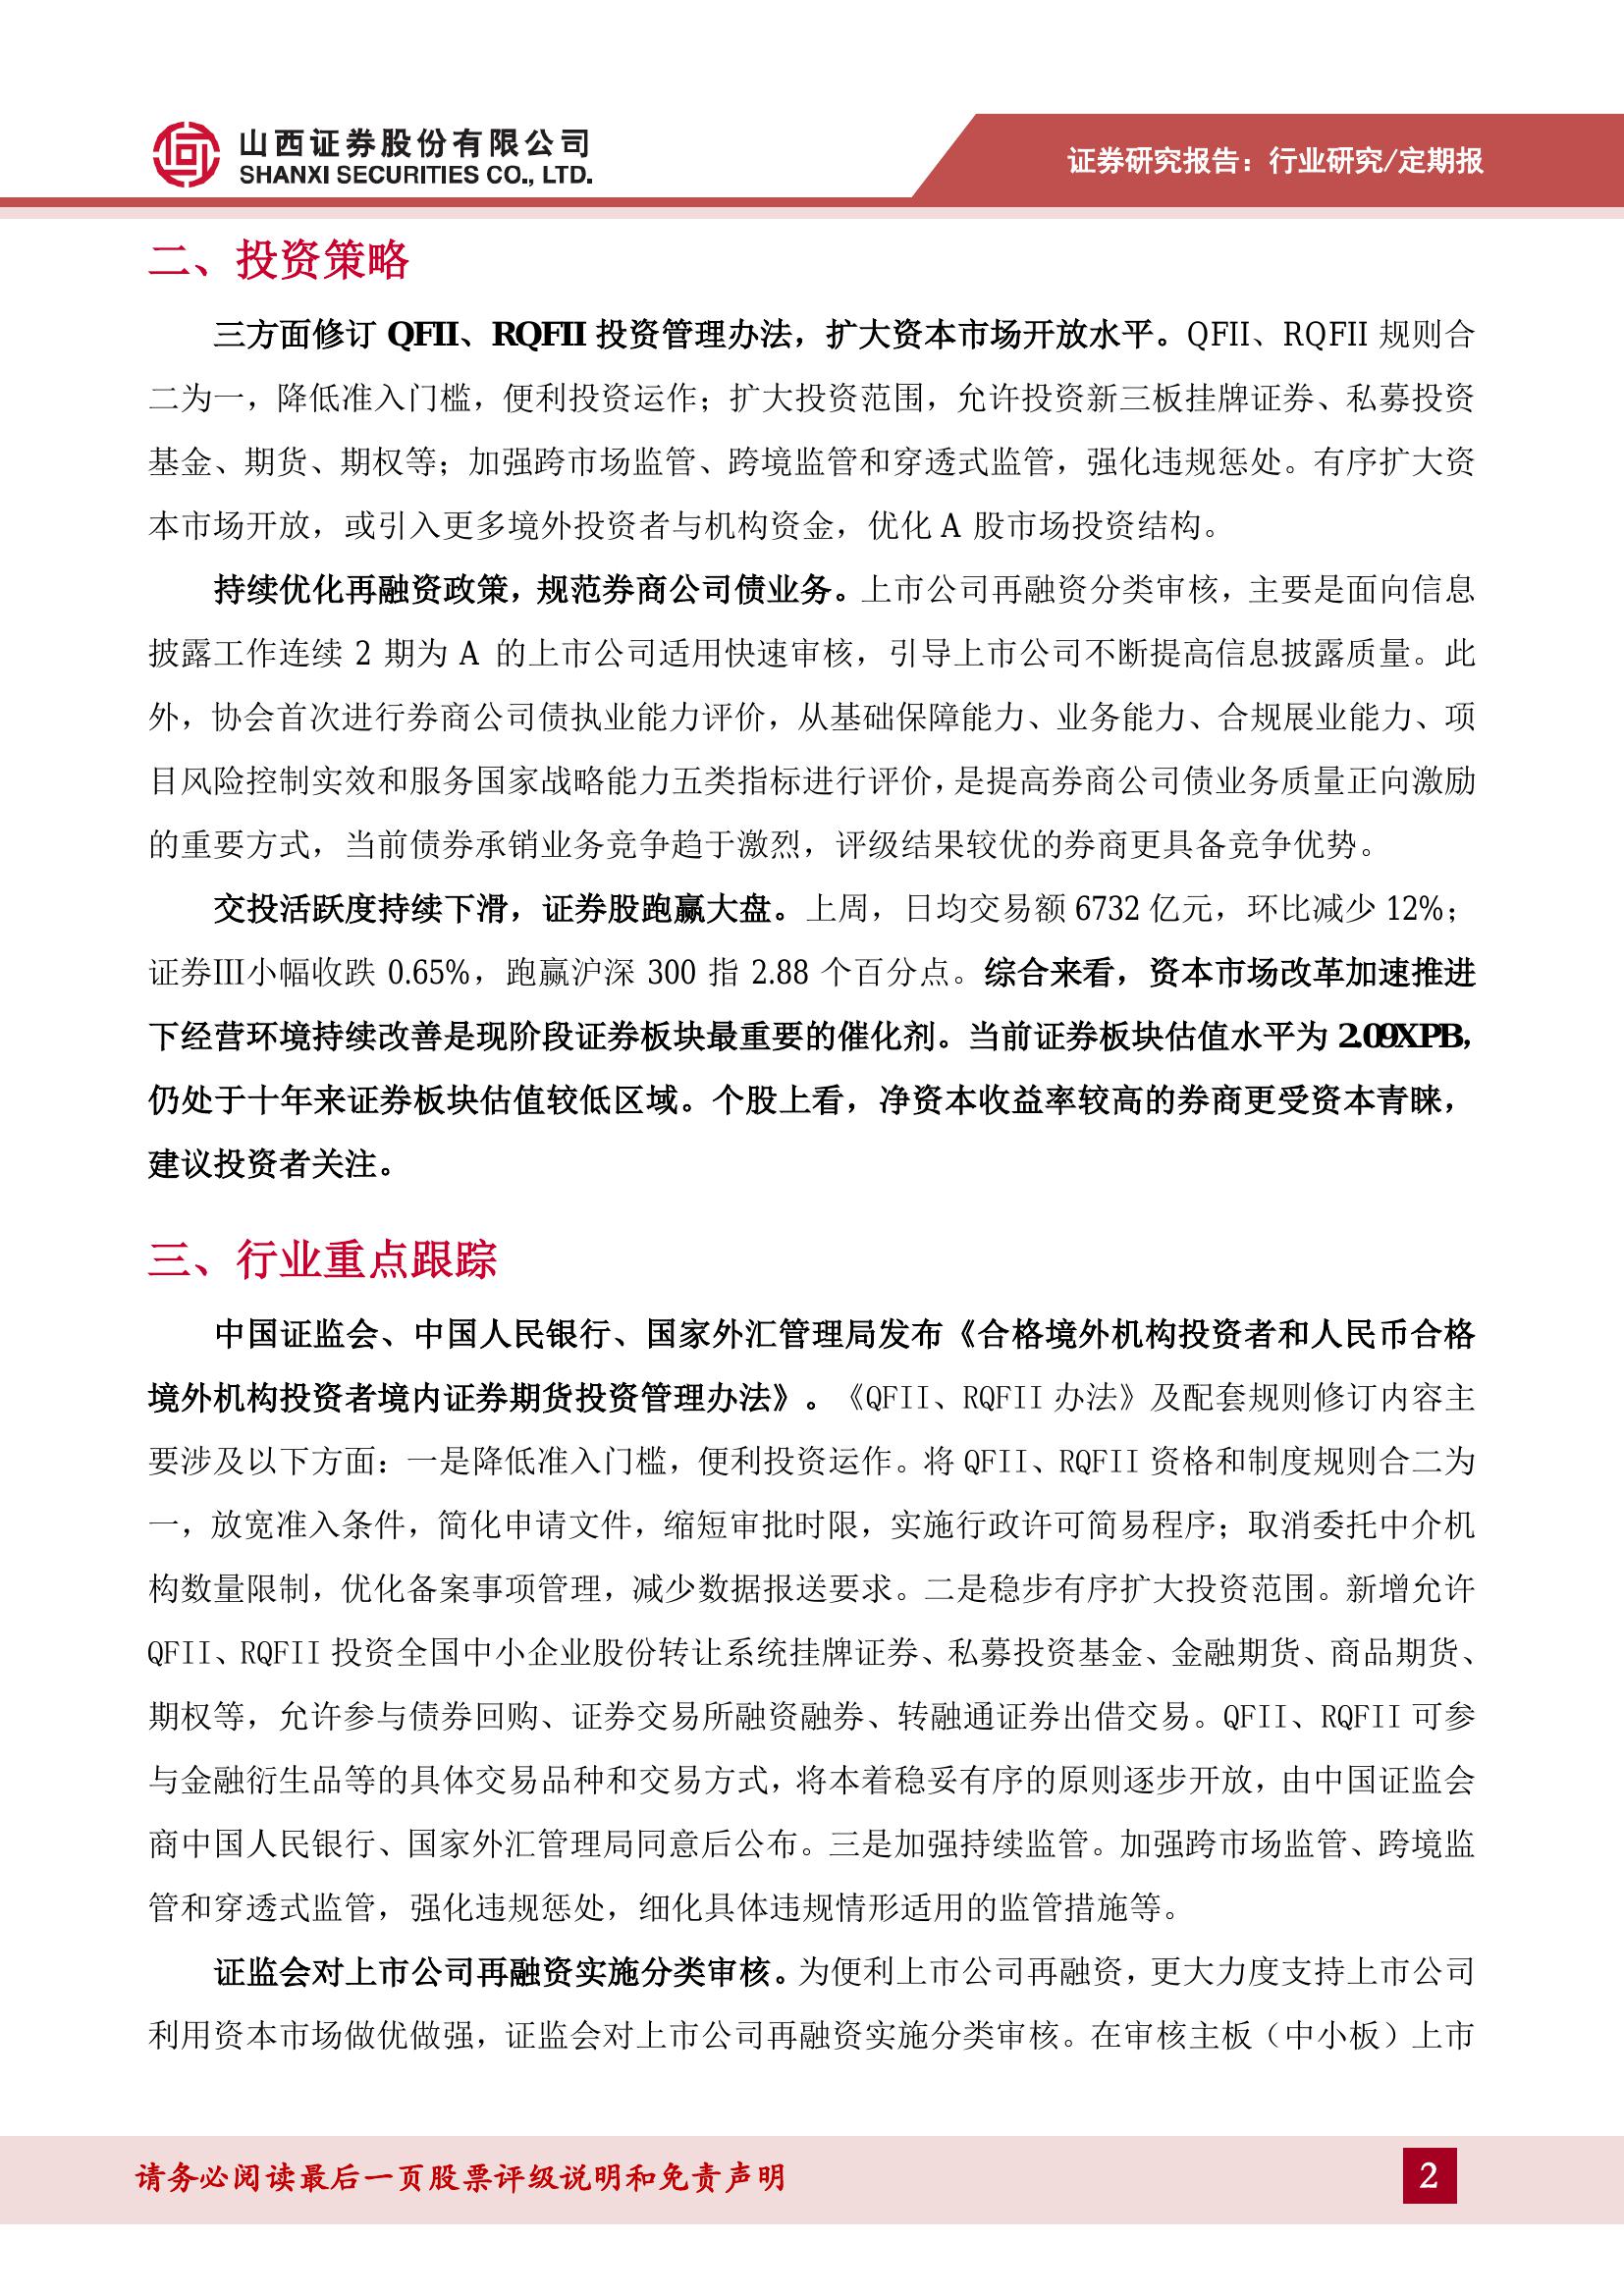 山西证券股份有限公司
SHANXI SECURITIES CO., LTD.
证券研究报告：行业研究/定期报
二、投资策略
三方面修订 QFII、RQFII 投资管理办法，扩大资本市场开放水平。QFII、RQFII 规则合
二为一，降低准入门槛，便利投资运作；扩大投资范围，允许投资新三板挂牌证券、私募投资
基金、期货、期权等；加强跨市场监管、跨境监管和穿透式监管，强化违规惩处。有序扩大资
本市场开放，或引入更多境外投资者与机构资金，优化 A 股市场投资结构。
持续优化再融资政策，规范券商公司债业务。上市公司再融资分类审核，主要是面向信息
披露工作连续 2 期为 A 的上市公司适用快速审核，引导上市公司不断提高信息披露质量。此
外，协会首次进行券商公司债执业能力评价，从基础保障能力、业务能力、合规展业能力、项
目风险控制实效和服务国家战略能力五类指标进行评价，是提高券商公司债业务质量正向激励
的重要方式，当前债券承销业务竞争趋于激烈，评级结果较优的券商更具备竞争优势。
交投活跃度持续下滑，证券股跑赢大盘。上周，日均交易额 6732 亿元，环比减少 12%；
证券Ⅲ小幅收跌 0.65%，跑赢沪深 300 指 2.88 个百分点。综合来看，资本市场改革加速推进
下经营环境持续改善是现阶段证券板块最重要的催化剂。当前证券板块估值水平为 2.09XPB，
仍处于十年来证券板块估值较低区域。个股上看，净资本收益率较高的券商更受资本青睐，
建议投资者关注。
三、行业重点跟踪
中国证监会、中国人民银行、国家外汇管理局发布《合格境外机构投资者和人民币合格
境外机构投资者境内证券期货投资管理办法》。《QFII、RQFII 办法》及配套规则修订内容主
要涉及以下方面：一是降低准入门槛，便利投资运作。将 QFII、RQFII 资格和制度规则合二为
一，放宽准入条件，简化申请文件，缩短审批时限，实施行政许可简易程序；取消委托中介机
构数量限制，优化备案事项管理，减少数据报送要求。二是稳步有序扩大投资范围。新增允许
QFII、RQFII 投资全国中小企业股份转让系统挂牌证券、私募投资基金、金融期货、商品期货、
期权等，允许参与债券回购、证券交易所融资融券、转融通证券出借交易。QFII、RQFII 可参
与金融衍生品等的具体交易品种和交易方式，将本着稳妥有序的原则逐步开放，由中国证监会
商中国人民银行、国家外汇管理局同意后公布。三是加强持续监管。加强跨市场监管、跨境监
管和穿透式监管，强化违规惩处，细化具体违规情形适用的监管措施等。
证监会对上市公司再融资实施分类审核。为便利上市公司再融资，更大力度支持上市公司
利用资本市场做优做强，证监会对上市公司再融资实施分类审核。在审核主板（中小板）上市
请务必阅读最后一页股票评级说明和免责声明
2